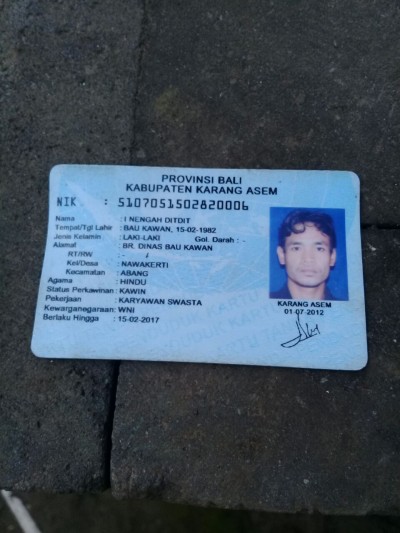 PROVINSI BALI
KABUPATEN KARANG ASEM
NIK : 5107051502820006
Nama : I NENGAH DITDIT
Tempat/Tgl Lahir : BAU KAWAN, 15-02-1982
Jenis Kelamin : LAKI-LAKI Gol. Darah : -
Alamat : BR. DINAS BAU KAWAN
RT/RW : - /
Kel/Desa : NAWAKERTI
Kecamatan : ABANG
Agama : HINDU
Status Perkawinan : KAWIN
Pekerjaan : KARYAWAN SWASTA
Kewarganegaraan : WNI
Berlaku Hingga : 15-02-2017
KARANG ASEM
01-07-2012